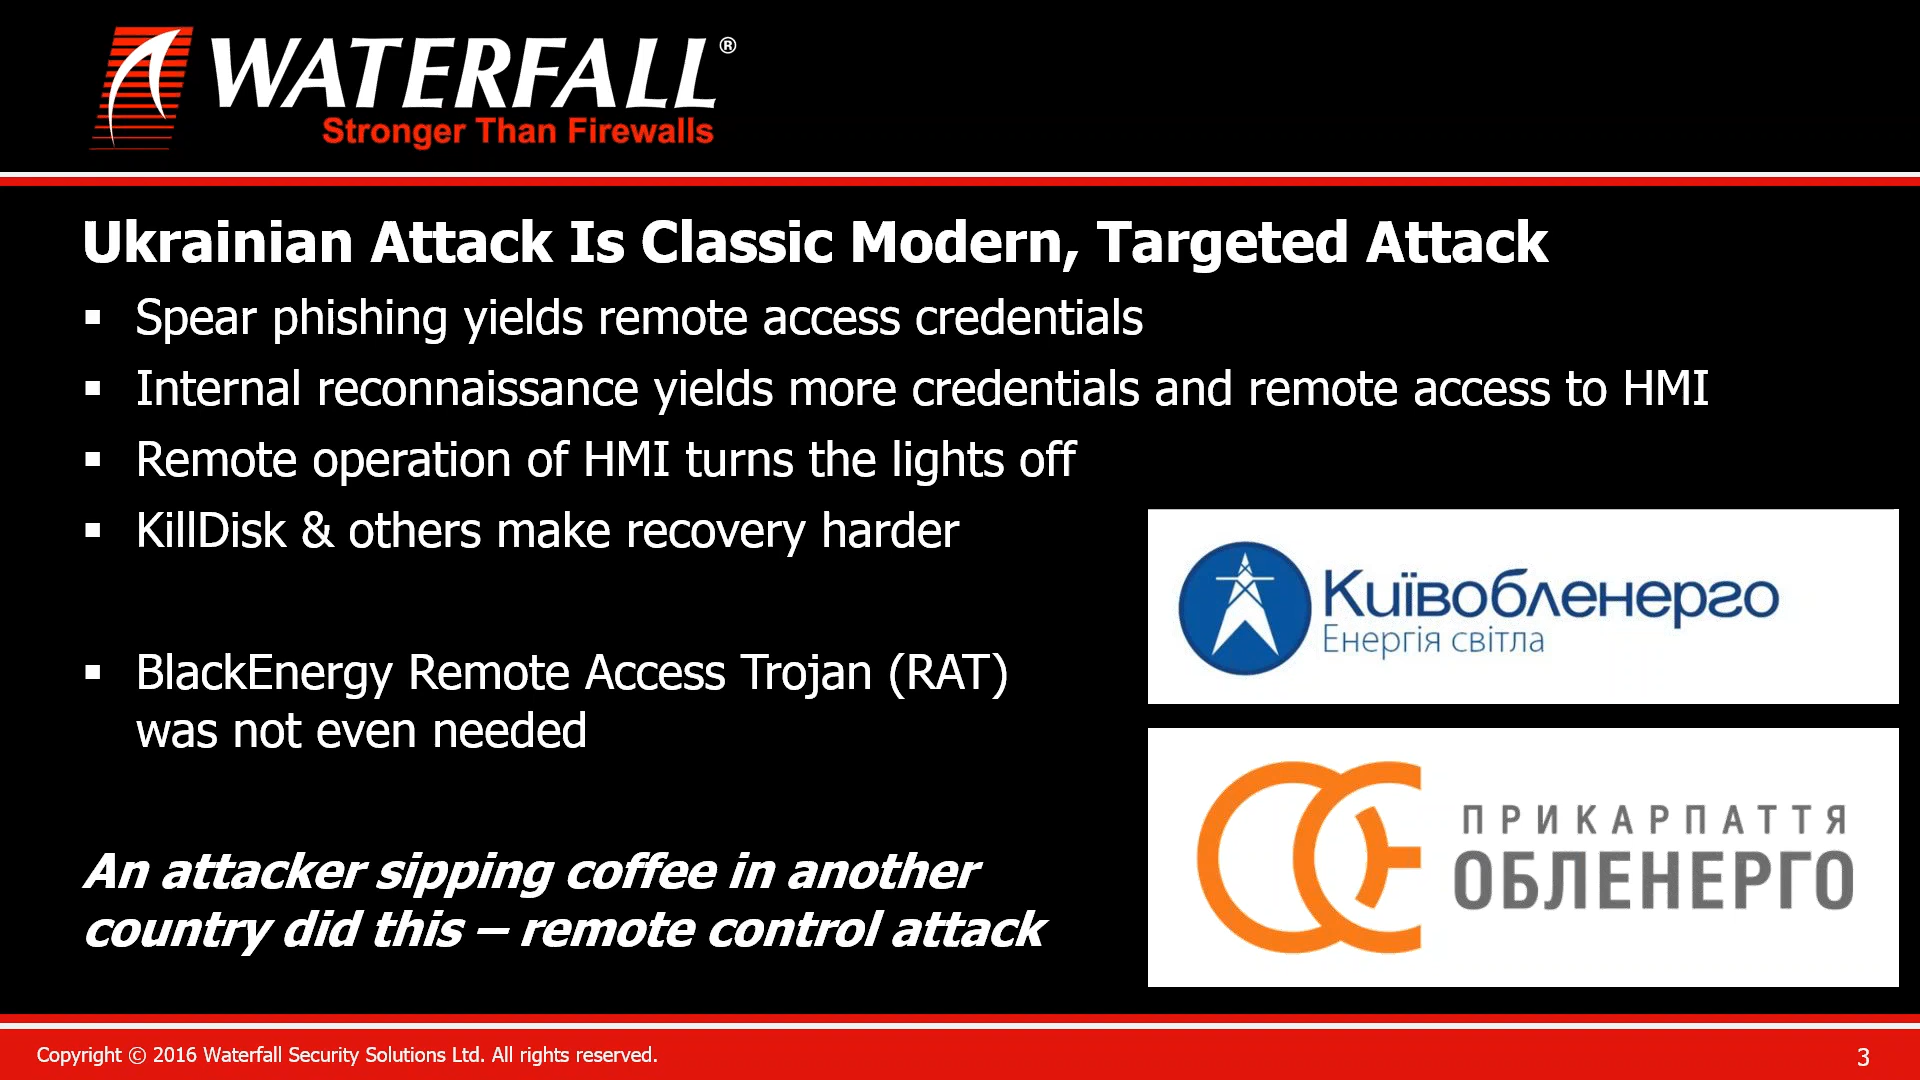 WATERFALL®
Stronger Than Firewalls
Ukrainian Attack Is Classic Modern, Targeted Attack
▪ Spear phishing yields remote access credentials
▪ Internal reconnaissance yields more credentials and remote access to HMI
▪ Remote operation of HMI turns the lights off
▪ KillDisk & others make recovery harder
▪ BlackEnergy Remote Access Trojan (RAT)
was not even needed
An attacker sipping coffee in another
country did this – remote control attack
Київобленерго
Енергія світла
ПРИКАРПАТТЯ
ОБЛЕНЕРГО
Copyright © 2016 Waterfall Security Solutions Ltd. All rights reserved.
3